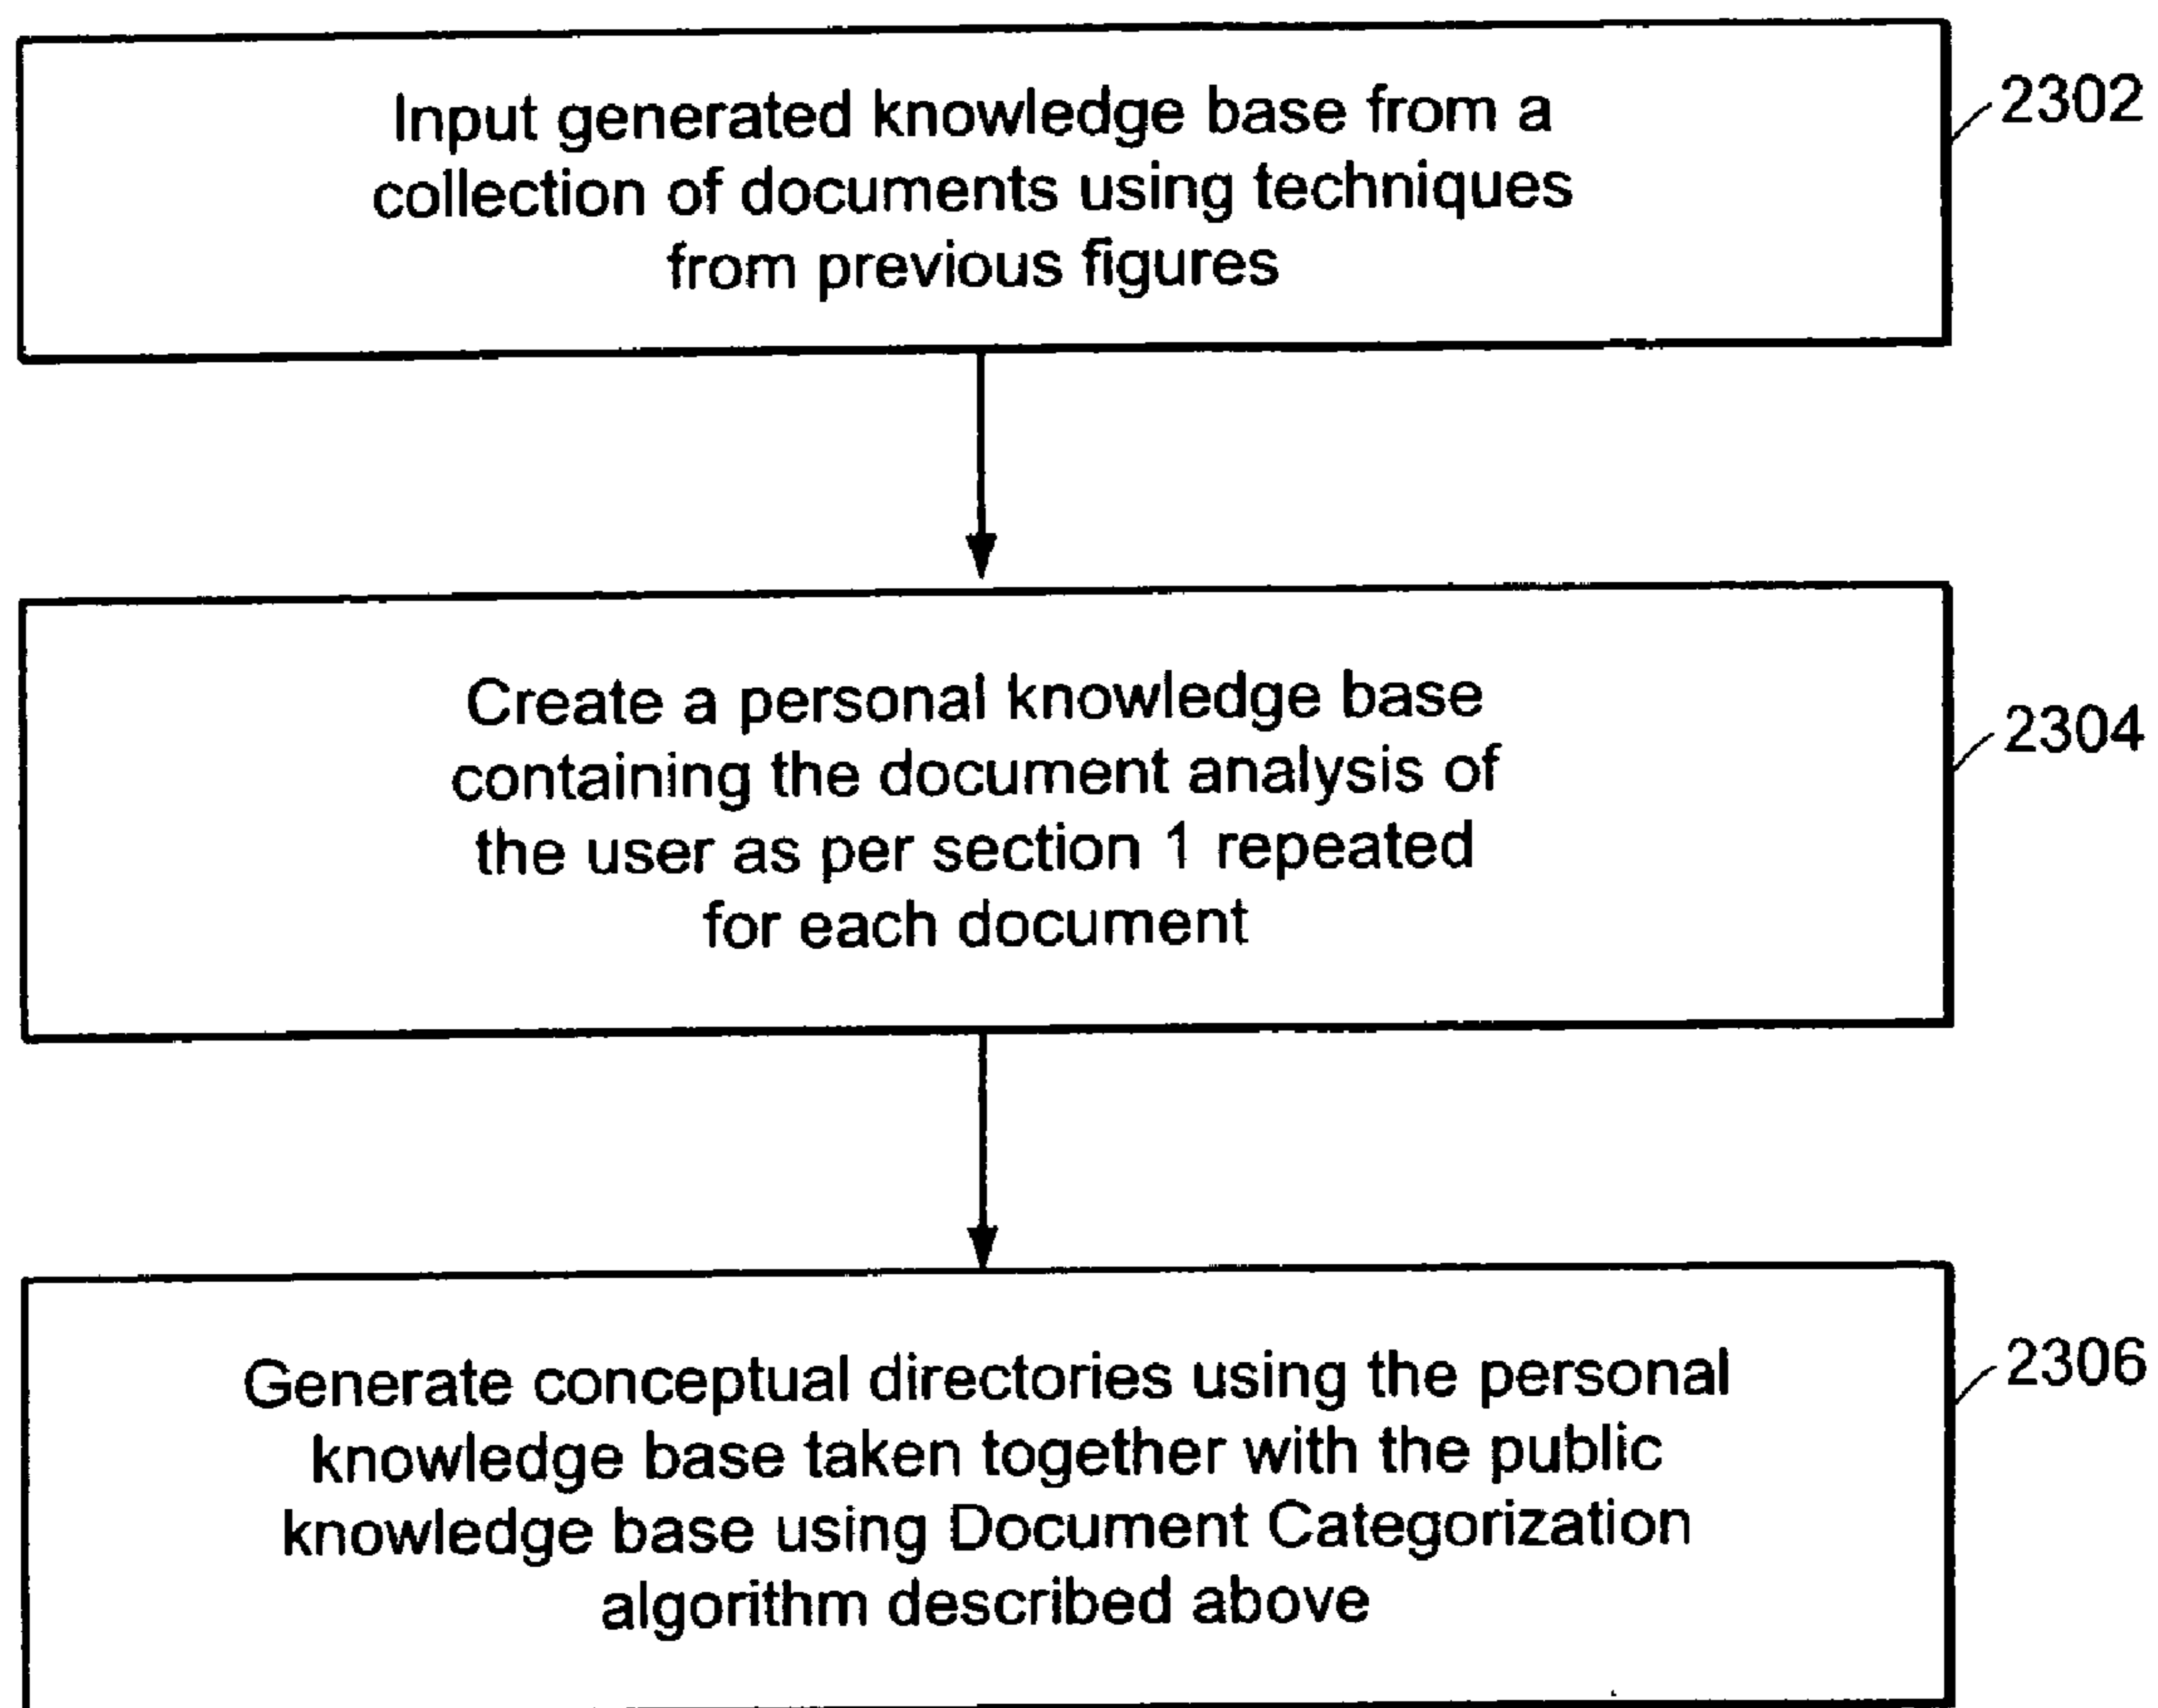 Input generated knowledge base from a
collection of documents using techniques
from previous figures
2302
Create a personal knowledge base
containing the document analysis of
the user as per section 1 repeated
for each document
2304
Generate conceptual directories using the personal
knowledge base taken together with the public
knowledge base using Document Categorization
algorithm described above
2306